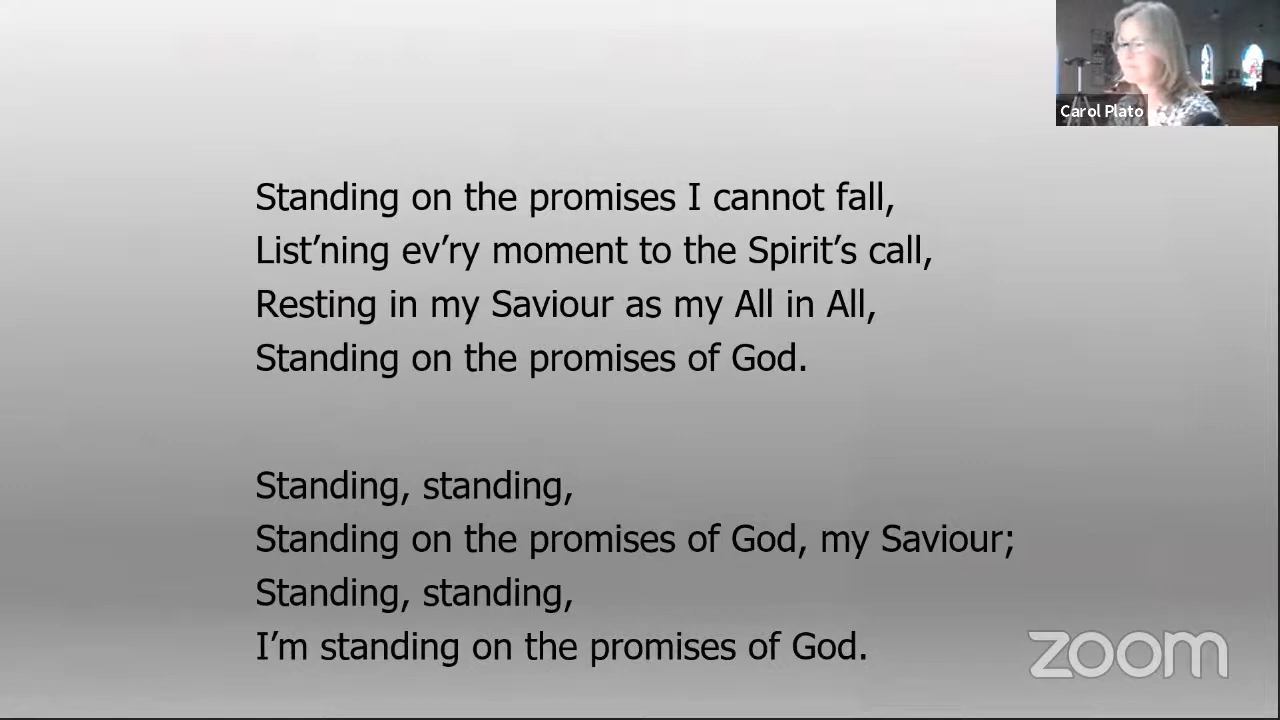 Carol Plato
Standing on the promises I cannot fall,
List’ning ev’ry moment to the Spirit’s call,
Resting in my Saviour as my All in All,
Standing on the promises of God.
Standing, standing,
Standing on the promises of God, my Saviour;
Standing, standing,
I’m standing on the promises of God.
zoom